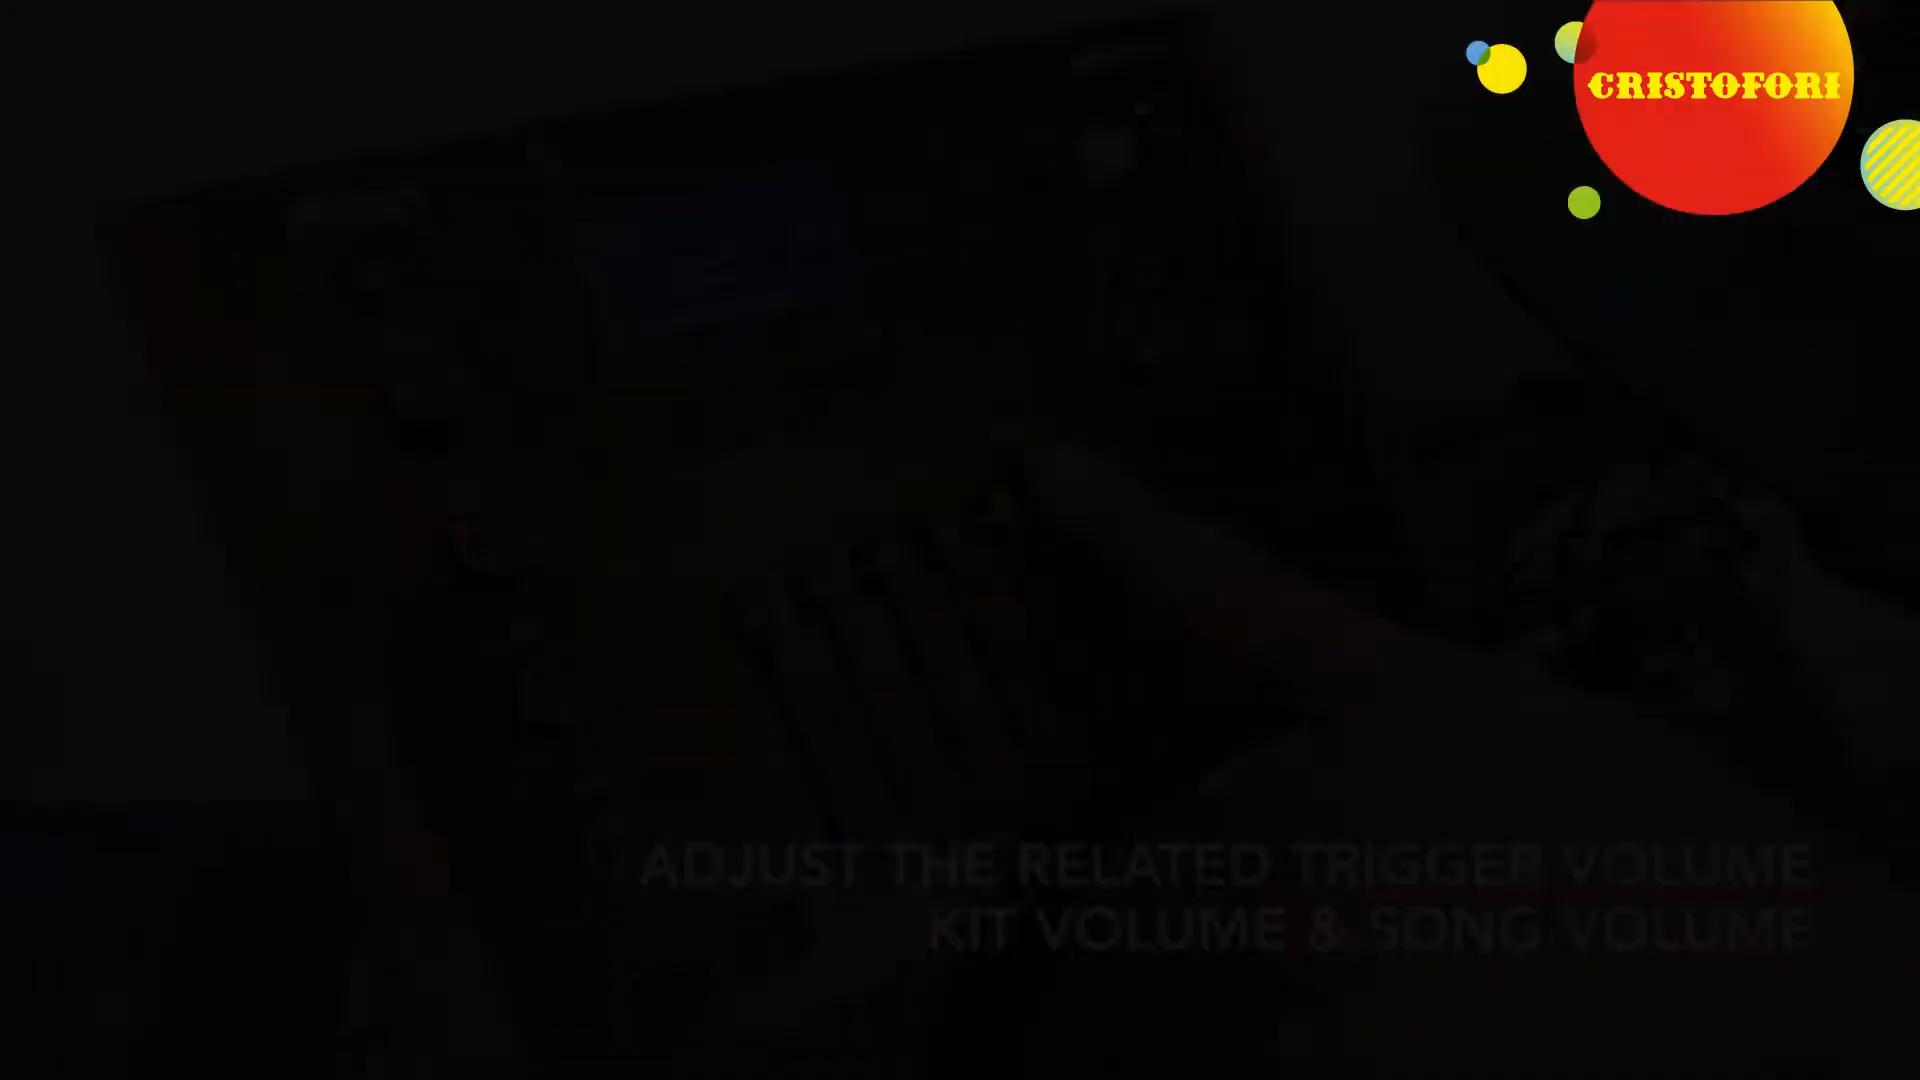 CRISTOFORI
ADJUST THE RELATED TRIGGER VOLUME
KIT VOLUME & SONG VOLUME